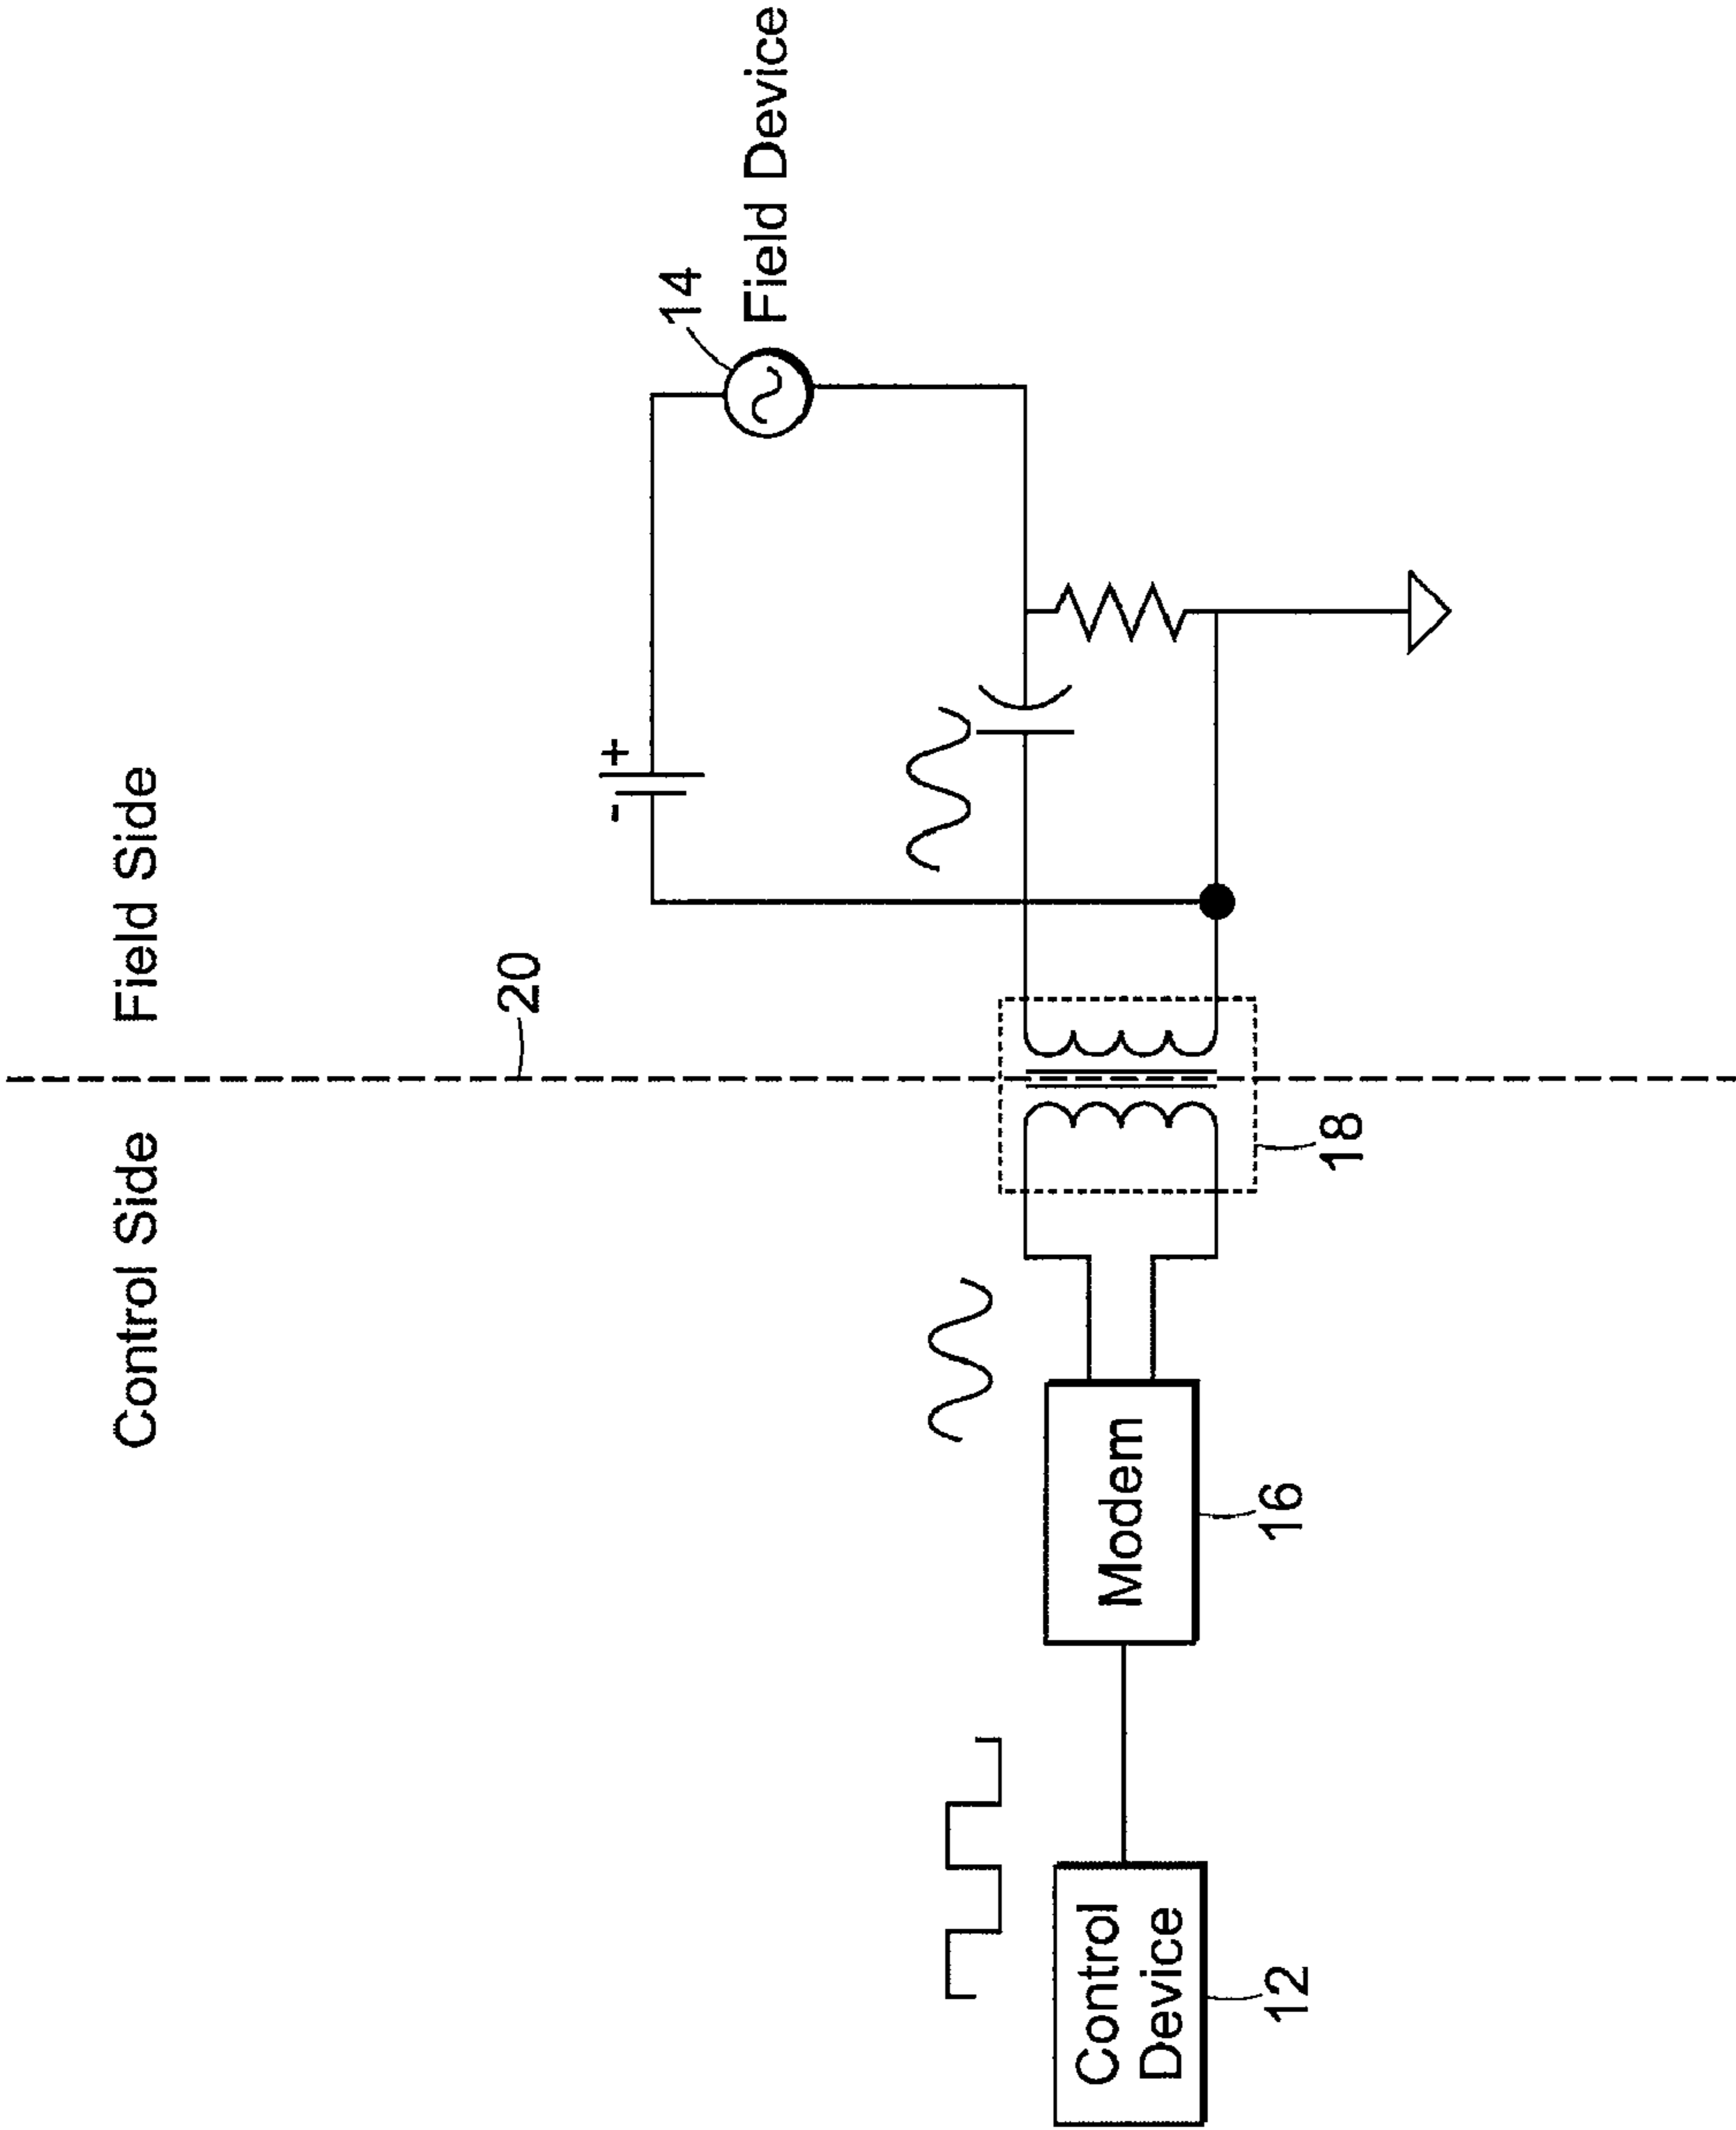 Control Side
Field Side
20
- +
14
Field Device
Control
Device
12
Modem
16
18